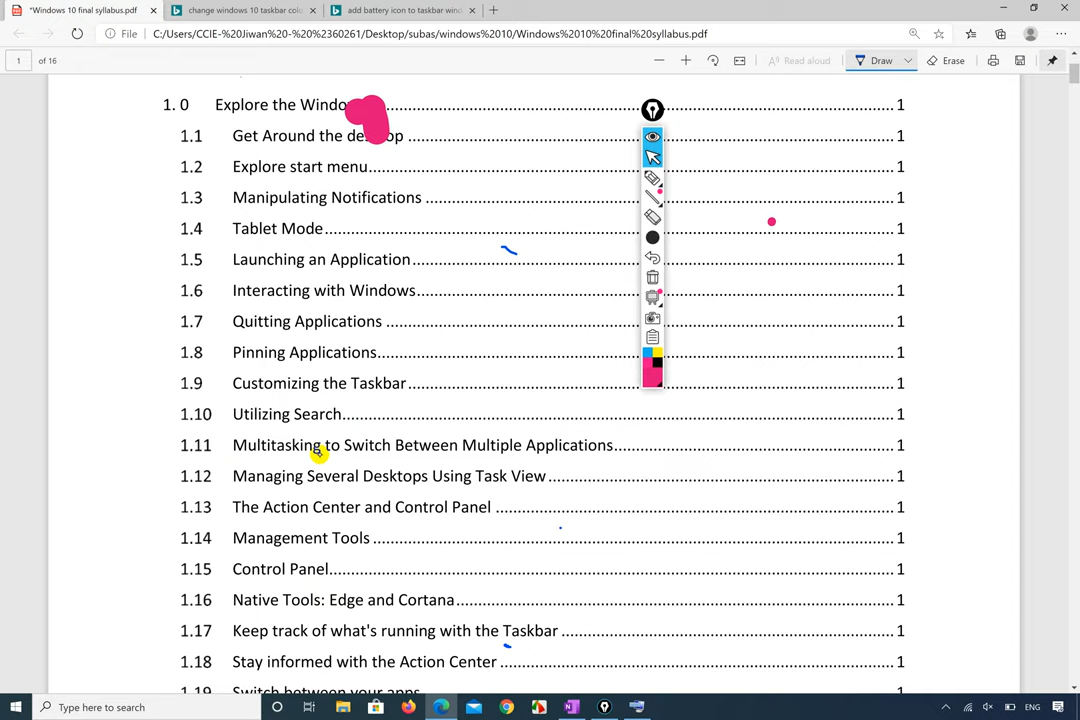 *Windows 10 final syllabus.pdf
change windows 10 taskbar colo
add battery icon to taskbar wind
File
C:/Users/CCIE-%20Jiwan%20-%20%2360261/Desktop/subas/windows%2010/Windows%2010%20final%20syllabus.pdf
1 of 16
Read aloud
Draw
Erase
1. 0 Explore the Windo ........ 1
1.1 Get Around the de op ........ 1
1.2 Explore start menu........ 1
1.3 Manipulating Notifications ........ 1
1.4 Tablet Mode........ 1
1.5 Launching an Application........ 1
1.6 Interacting with Windows........ 1
1.7 Quitting Applications ........ 1
1.8 Pinning Applications........ 1
1.9 Customizing the Taskbar........ 1
1.10 Utilizing Search........ 1
1.11 Multitasking to Switch Between Multiple Applications........ 1
1.12 Managing Several Desktops Using Task View ........ 1
1.13 The Action Center and Control Panel ........ 1
1.14 Management Tools ........ 1
1.15 Control Panel........ 1
1.16 Native Tools: Edge and Cortana........ 1
1.17 Keep track of what's running with the Taskbar ........ 1
1.18 Stay informed with the Action Center ........ 1
1.19 Switch between your apps
Type here to search
ENG